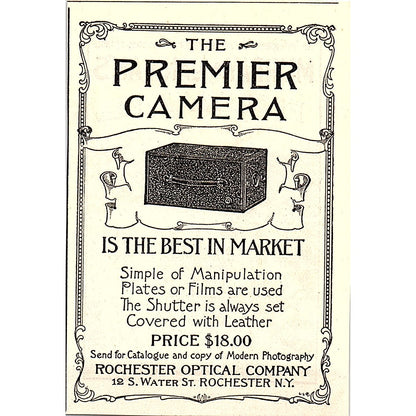 THE
PREMIER
CAMERA
IS THE BEST IN MARKET
Simple of Manipulation
Plates or Films are used
The Shutter is always set
Covered with Leather
PRICE $18.00
Send for Catalogue and copy of Modern Photography
ROCHESTER OPTICAL COMPANY
12 S. WATER ST. ROCHESTER N.Y.